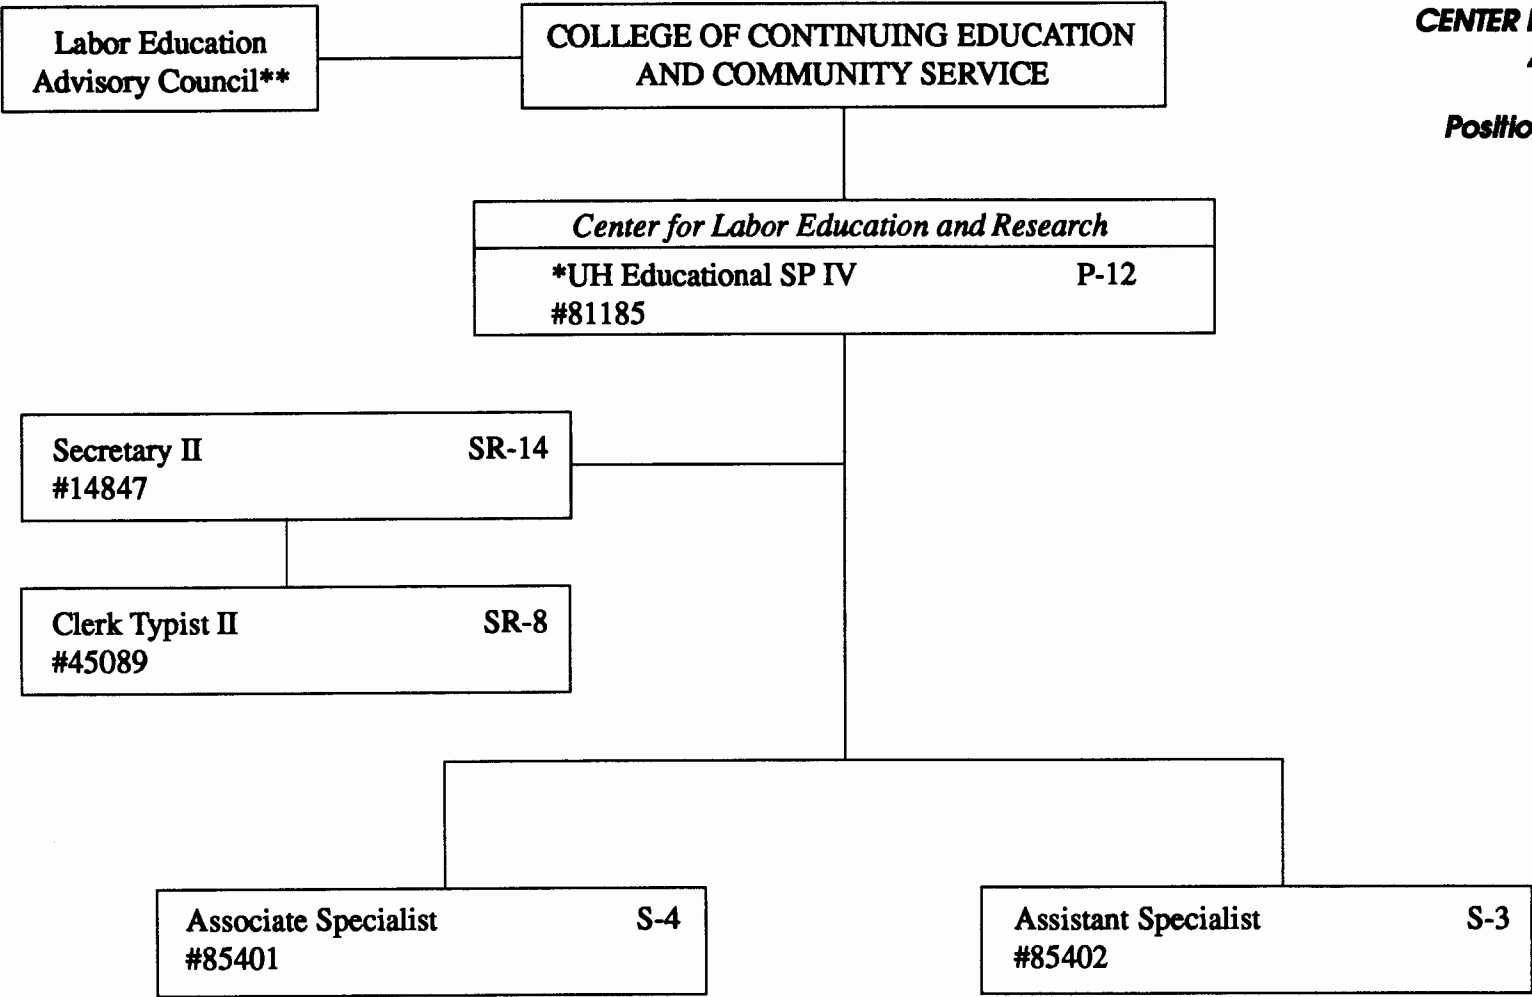 Labor Education
Advisory Council**
COLLEGE OF CONTINUING EDUCATION
AND COMMUNITY SERVICE
CENTER
Center for Labor Education and Research
*UH Educational SP IV P-12
#81185
Secretary II SR-14
#14847
Clerk Typist II SR-8
#45089
Associate Specialist S-4
#85401
Assistant Specialist S-3
#85402